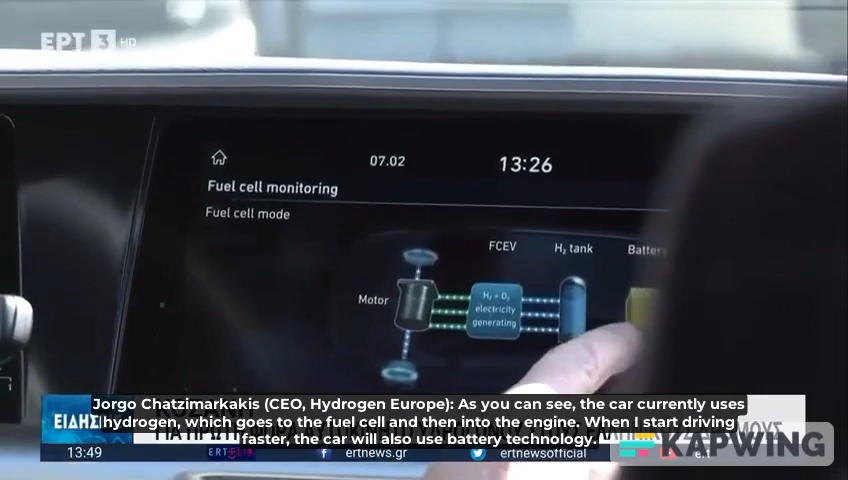 ΕΡΤ 3 HD
07.02
13:26
Fuel cell monitoring
Fuel cell mode
FCEV
H₂ tank
Motor
H₂ + O₂
electricity
generating
Jorgo Chatzimarkakis (CEO, Hydrogen Europe): As you can see, the car currently uses
hydrogen, which goes to the fuel cell and then into the engine. When I start driving
faster, the car will also use battery technology.
ΚΟΖΑΝΗ
13:49
ertnews.gr
ertnewsofficial
KAPWING